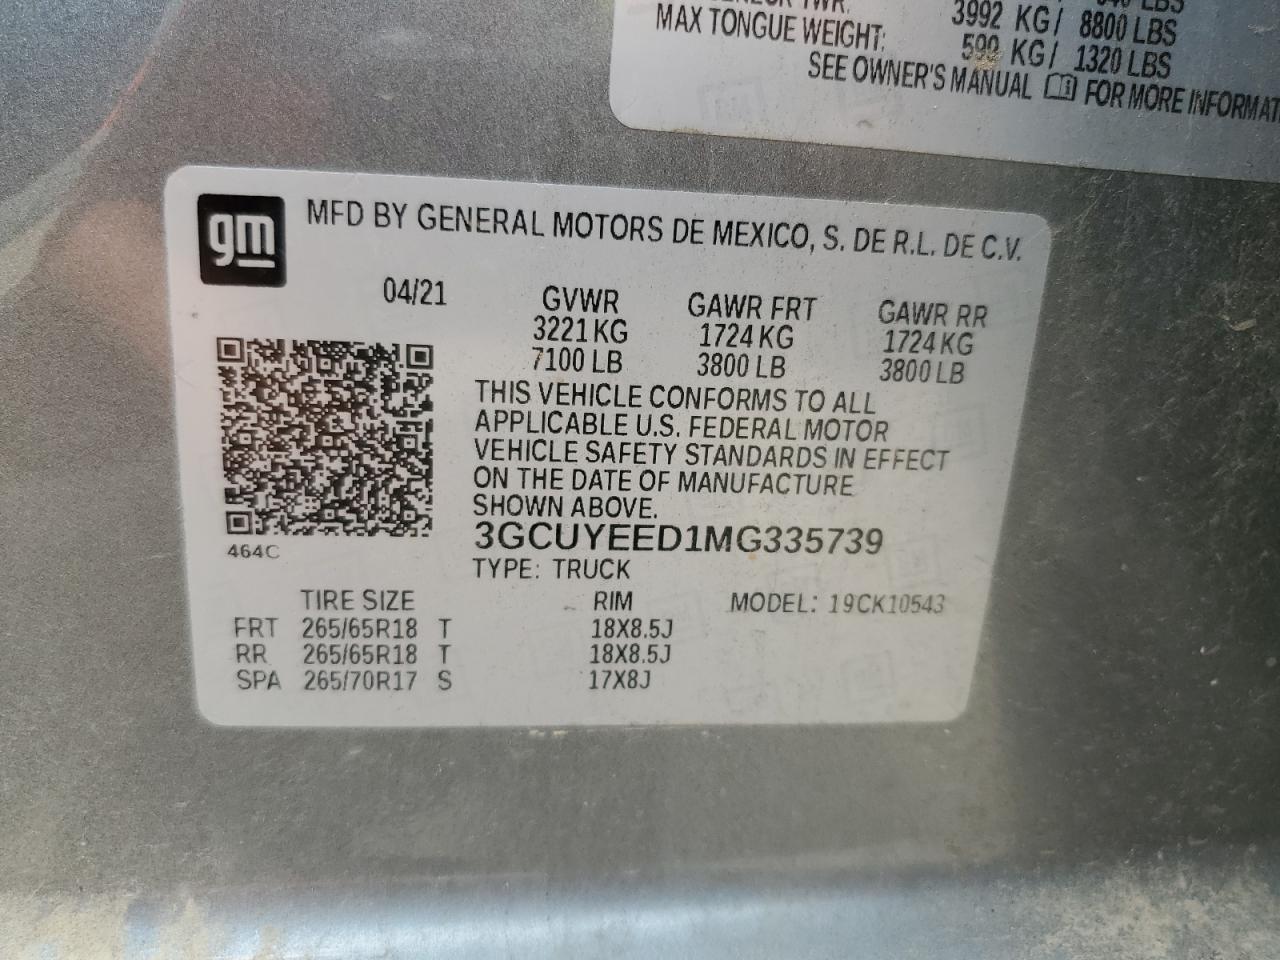 3992 KG/ 8800 LBS
MAX TONGUE WEIGHT: 590 KG/ 1320 LBS
SEE OWNER'S MANUAL FOR MORE
gm
MFD BY GENERAL MOTORS DE MEXICO, S. DE R.L. DE C.V.
04/21
GVWR GAWR FRT GAWR RR
3221 KG 1724 KG 1724 KG
7100 LB 3800 LB 3800 LB
THIS VEHICLE CONFORMS TO ALL
APPLICABLE U.S. FEDERAL MOTOR
VEHICLE SAFETY STANDARDS IN EFFECT
ON THE DATE OF MANUFACTURE
SHOWN ABOVE.
3GCUYEED1MG335739
464C
TYPE: TRUCK
TIRE SIZE RIM MODEL: 19CK10543
FRT 265/65R18 T 18X8.5J
RR 265/65R18 T 18X8.5J
SPA 265/70R17 S 17X8J